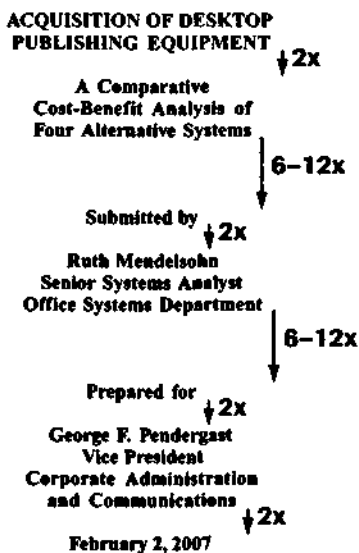 ACQUISITION OF DESKTOP
PUBLISHING EQUIPMENT
2x
A Comparative
Cost-Benefit Analysis of
Four Alternative Systems
6–12x
Submitted by
2x
Ruth Mendelsohn
Senior Systems Analyst
Office Systems Department
6–12x
Prepared for
2x
George F. Pendergast
Vice President
Corporate Administration
and Communications
2x
February 2, 2007